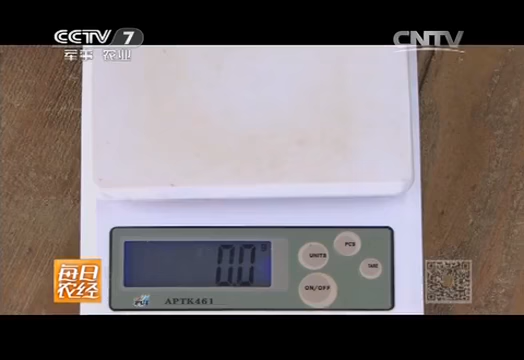 CCTV 7
军事 农业
CNTV
0.0 g
UNITS
PCS
TARE
ON/OFF
APTK461
每日
农经